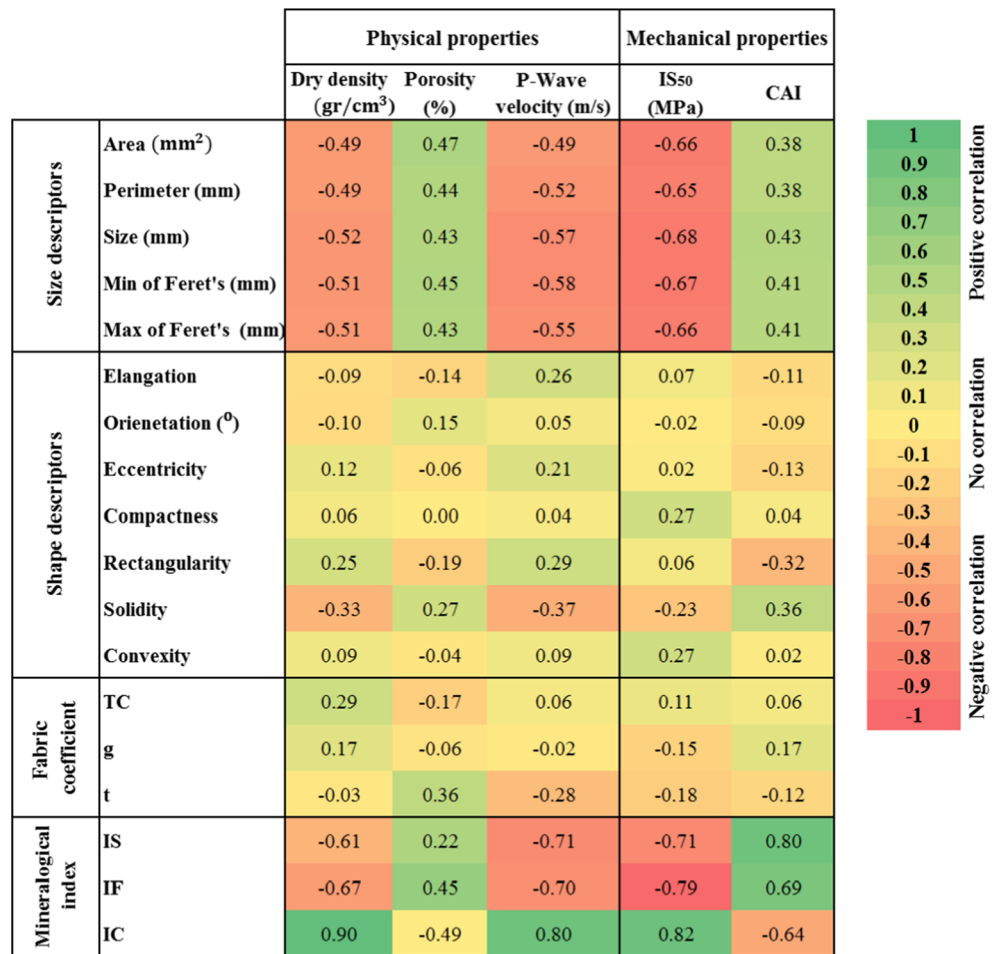 Physical properties Mechanical properties
Dry density (gr/cm³) Porosity (%) P-Wave velocity (m/s) IS50 (MPa) CAI
Size descriptors
Area (mm²) -0.49 0.47 -0.49 -0.66 0.38
Perimeter (mm) -0.49 0.44 -0.52 -0.65 0.38
Size (mm) -0.52 0.43 -0.57 -0.68 0.43
Min of Feret's (mm) -0.51 0.45 -0.58 -0.67 0.41
Max of Feret's (mm) -0.51 0.43 -0.55 -0.66 0.41
Shape descriptors
Elangation -0.09 -0.14 0.26 0.07 -0.11
Orienetation (⁰) -0.10 0.15 0.05 -0.02 -0.09
Eccentricity 0.12 -0.06 0.21 0.02 -0.13
Compactness 0.06 0.00 0.04 0.27 0.04
Rectangularity 0.25 -0.19 0.29 0.06 -0.32
Solidity -0.33 0.27 -0.37 -0.23 0.36
Convexity 0.09 -0.04 0.09 0.27 0.02
Fabric coefficient
TC 0.29 -0.17 0.06 0.11 0.06
g 0.17 -0.06 -0.02 -0.15 0.17
t -0.03 0.36 -0.28 -0.18 -0.12
Mineralogical index
IS -0.61 0.22 -0.71 -0.71 0.80
IF -0.67 0.45 -0.70 -0.79 0.69
IC 0.90 -0.49 0.80 0.82 -0.64
1
0.9
0.8
0.7
0.6
0.5
0.4
0.3
0.2
0.1
0
-0.1
-0.2
-0.3
-0.4
-0.5
-0.6
-0.7
-0.8
-0.9
-1
Positive correlation
No correlation
Negative correlation